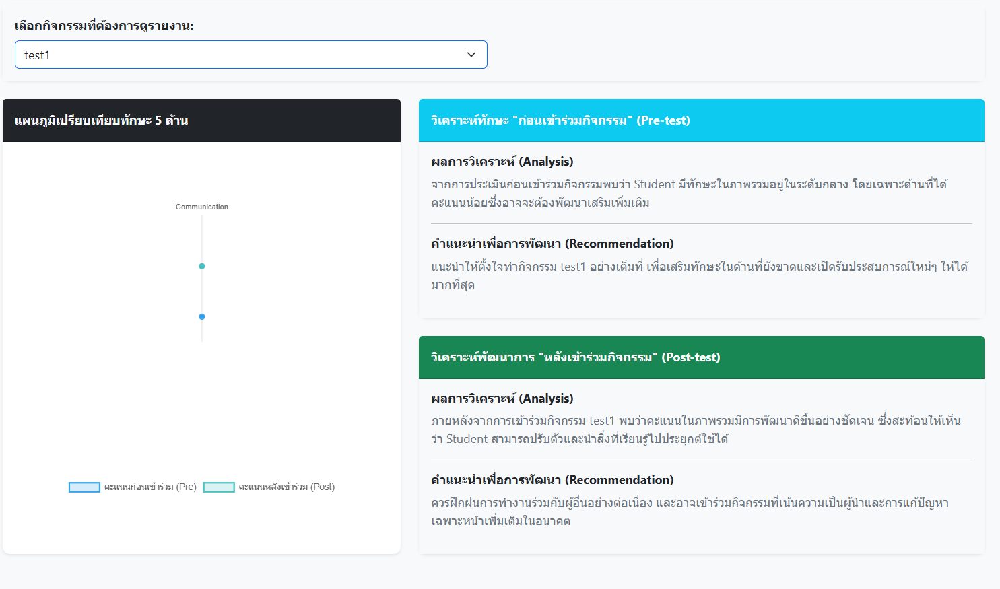 เลือกกิจกรรมที่ต้องการดูรายงาน:
test1
แผนภูมิเปรียบเทียบทักษะ 5 ด้าน
Communication
คะแนนก่อนเข้าร่วม (Pre)
คะแนนหลังเข้าร่วม (Post)
วิเคราะห์ทักษะ "ก่อนเข้าร่วมกิจกรรม" (Pre-test)
ผลการวิเคราะห์ (Analysis)
จากการประเมินก่อนเข้าร่วมกิจกรรมพบว่า Student มีทักษะในภาพรวมอยู่ในระดับกลาง โดยเฉพาะด้านที่ได้
คะแนนน้อยซึ่งอาจจะต้องพัฒนาเสริมเพิ่มเติม
คำแนะนำเพื่อการพัฒนา (Recommendation)
แนะนำให้ตั้งใจทำกิจกรรม test1 อย่างเต็มที่ เพื่อเสริมทักษะในด้านที่ยังขาดและเปิดรับประสบการณ์ใหม่ๆ ให้ได้
มากที่สุด
วิเคราะห์พัฒนาการ "หลังเข้าร่วมกิจกรรม" (Post-test)
ผลการวิเคราะห์ (Analysis)
ภายหลังจากการเข้าร่วมกิจกรรม test1 พบว่าคะแนนในภาพรวมมีการพัฒนาดีขึ้นอย่างชัดเจน ซึ่งสะท้อนให้เห็น
ว่า Student สามารถปรับตัวและนำสิ่งที่เรียนรู้ไปประยุกต์ใช้ได้
คำแนะนำเพื่อการพัฒนา (Recommendation)
ควรฝึกฝนการทำงานร่วมกับผู้อื่นอย่างต่อเนื่อง และอาจเข้าร่วมกิจกรรมที่เน้นความเป็นผู้นำและการแก้ปัญหา
เฉพาะหน้าเพิ่มเติมในอนาคต